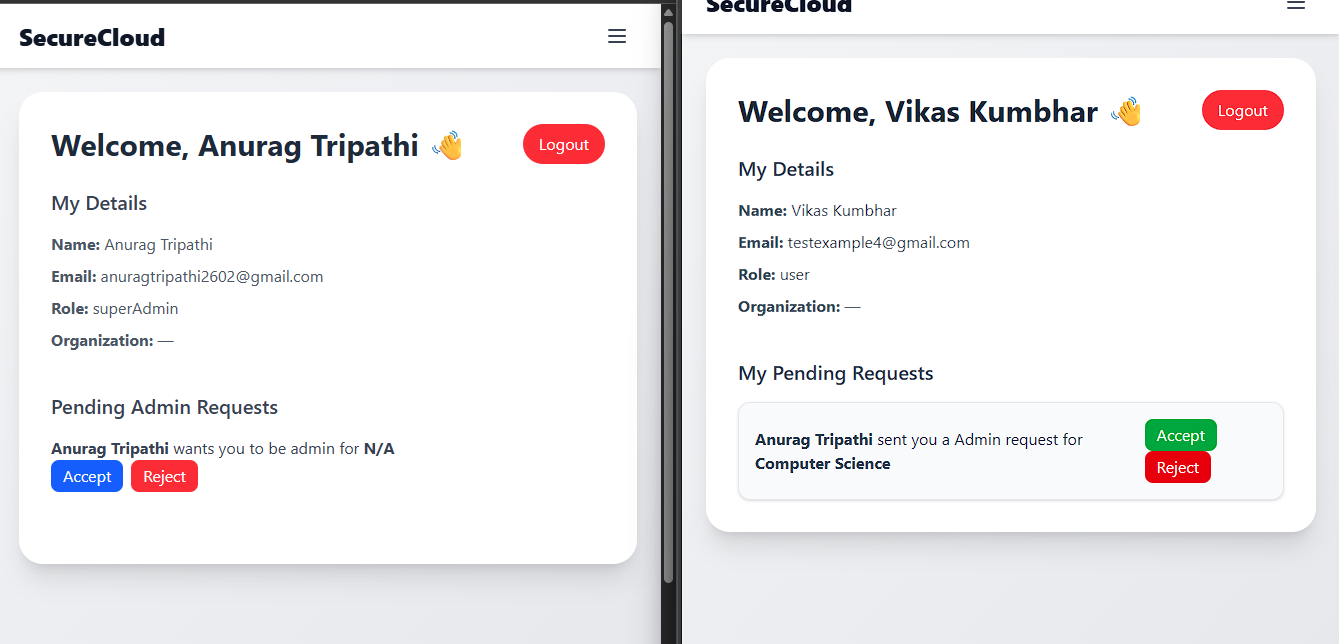 SecureCloud
Welcome, Anurag Tripathi 👋
Logout
My Details
Name: Anurag Tripathi
Email: anuragtripathi2602@gmail.com
Role: superAdmin
Organization: —
Pending Admin Requests
Anurag Tripathi wants you to be admin for N/A
Accept Reject
SecureCloud
Welcome, Vikas Kumbhar 👋
Logout
My Details
Name: Vikas Kumbhar
Email: testexample4@gmail.com
Role: user
Organization: —
My Pending Requests
Anurag Tripathi sent you a Admin request for
Computer Science
Accept
Reject